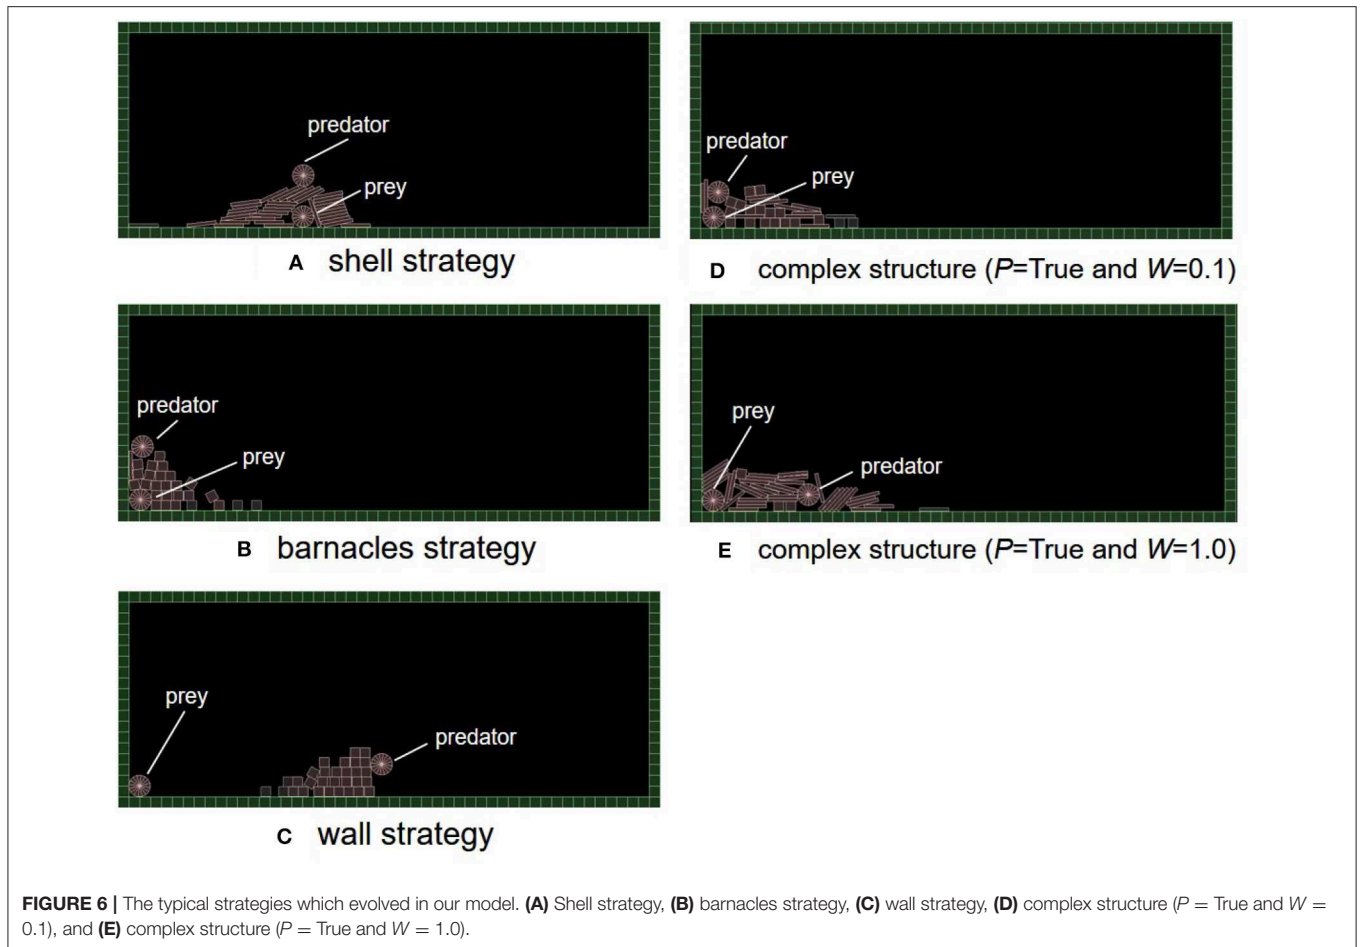 predator
prey
A shell strategy
predator
prey
B barnacles strategy
prey
predator
C wall strategy
predator
prey
D complex structure (P=True and W=0.1)
prey
predator
E complex structure (P=True and W=1.0)
FIGURE 6 | The typical strategies which evolved in our model. (A) Shell strategy, (B) barnacles strategy, (C) wall strategy, (D) complex structure (P = True and W =
0.1), and (E) complex structure (P = True and W = 1.0).